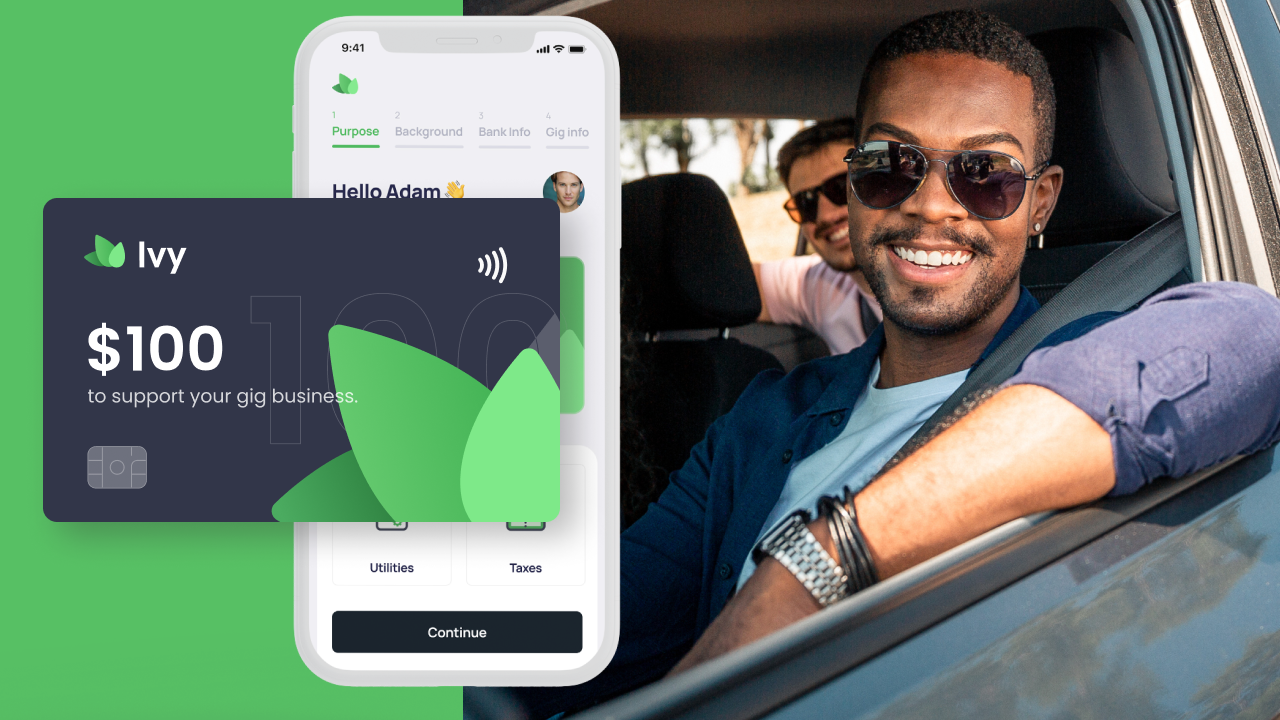 9:41
1 2 3 4
Purpose Background Bank Info Gig info
Hello Adam 👋
Ivy
100
$100
to support your gig business.
Utilities Taxes
Continue